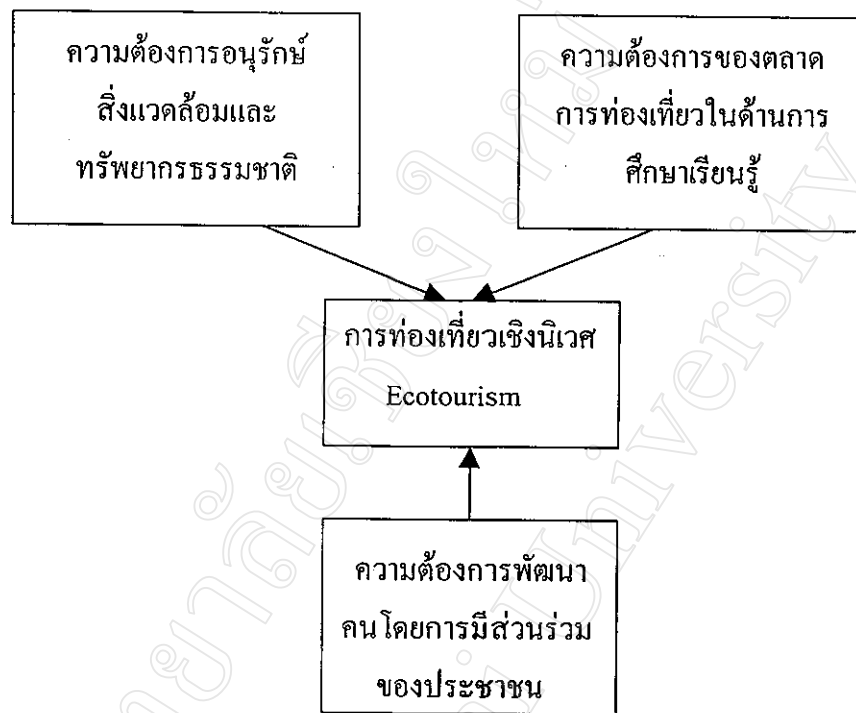 ความต้องการอนุรักษ์
สิ่งแวดล้อมและ
ทรัพยากรธรรมชาติ
ความต้องการของตลาด
การท่องเที่ยวในด้านการ
ศึกษาเรียนรู้
การท่องเที่ยวเชิงนิเวศ
Ecotourism
ความต้องการพัฒนา
คนโดยการมีส่วนร่วม
ของประชาชน